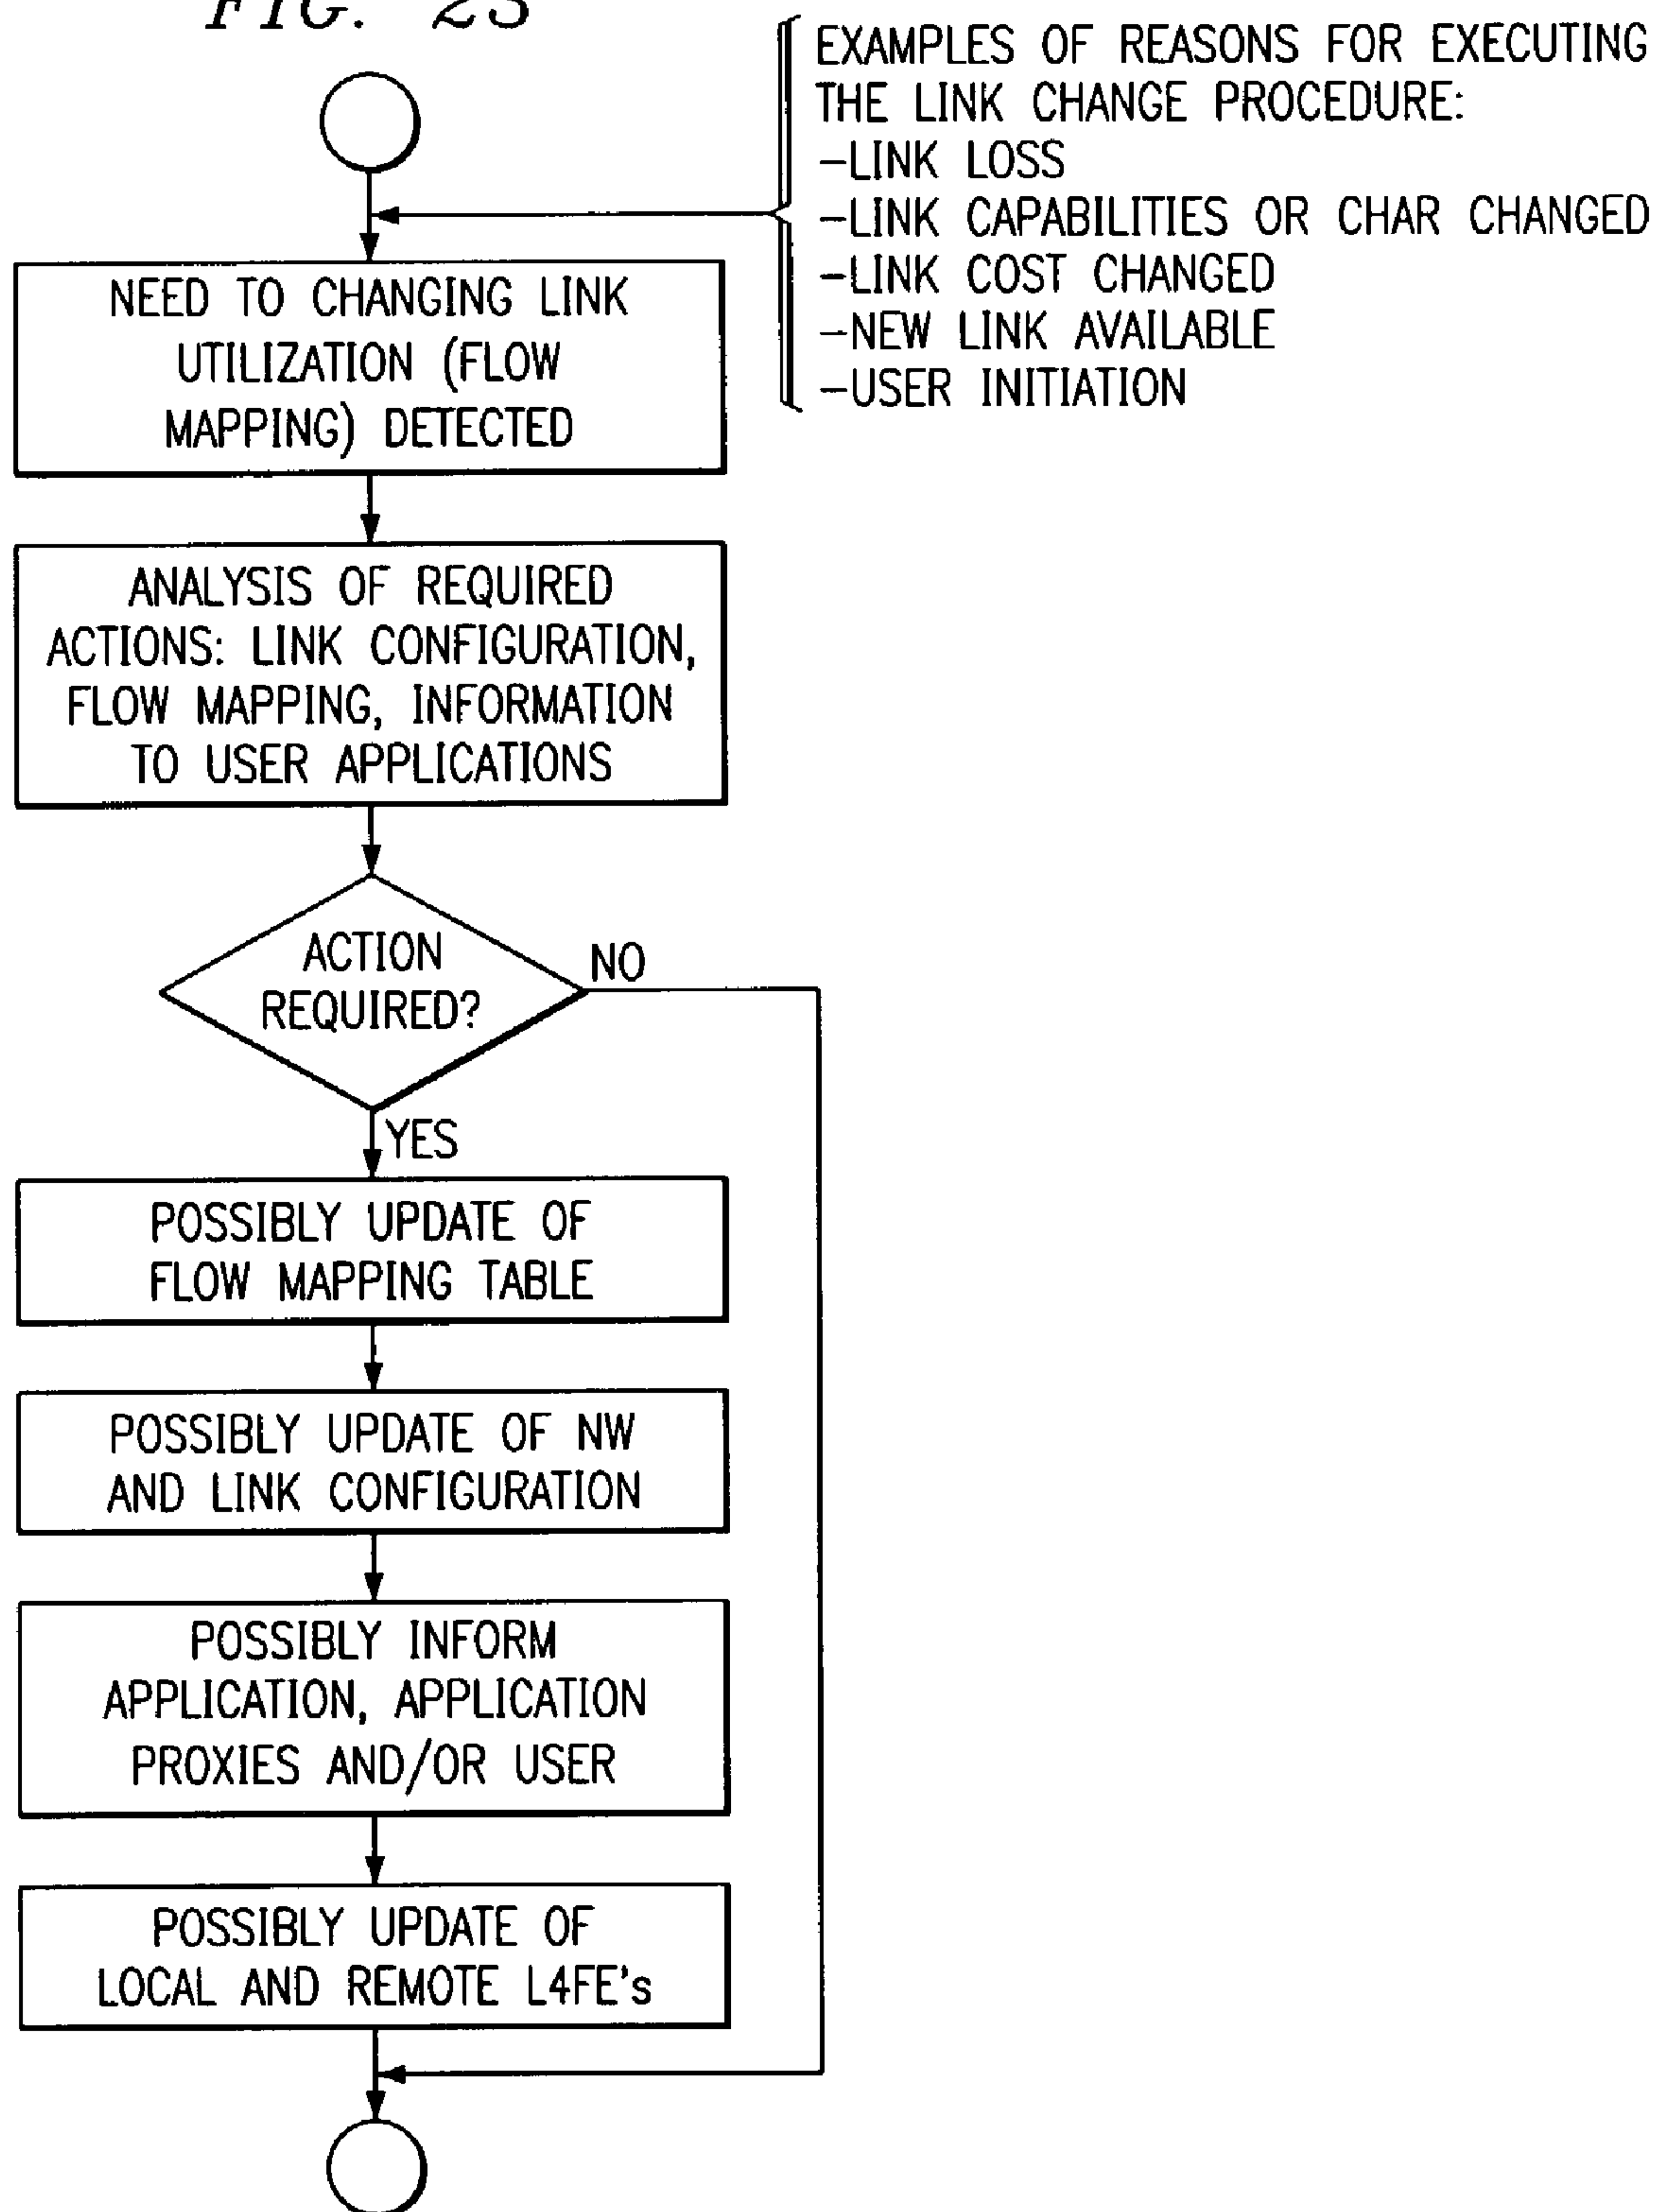 FIG.
EXAMPLES OF REASONS FOR EXECUTING
THE LINK CHANGE PROCEDURE:
-LINK LOSS
-LINK CAPABILITIES OR CHAR CHANGED
-LINK COST CHANGED
-NEW LINK AVAILABLE
-USER INITIATION
NEED TO CHANGING LINK
UTILIZATION (FLOW
MAPPING) DETECTED
ANALYSIS OF REQUIRED
ACTIONS: LINK CONFIGURATION,
FLOW MAPPING, INFORMATION
TO USER APPLICATIONS
ACTION
REQUIRED?
NO
YES
POSSIBLY UPDATE OF
FLOW MAPPING TABLE
POSSIBLY UPDATE OF NW
AND LINK CONFIGURATION
POSSIBLY INFORM
APPLICATION, APPLICATION
PROXIES AND/OR USER
POSSIBLY UPDATE OF
LOCAL AND REMOTE L4FE's